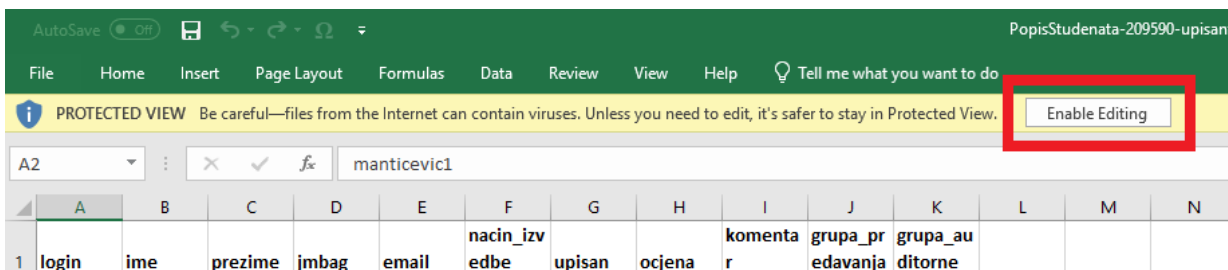 AutoSave Off PopisStudenata-209590-upisan
File Home Insert Page Layout Formulas Data Review View Help Tell me what you want to do
PROTECTED VIEW Be careful—files from the Internet can contain viruses. Unless you need to edit, it's safer to stay in Protected View. Enable Editing
A2 fx manticevic1
A B C D E F G H I J K L M N
nacin_izv komenta grupa_pr grupa_au
1 login ime prezime jmbag email edbe upisan ocjena r edavanja ditorne